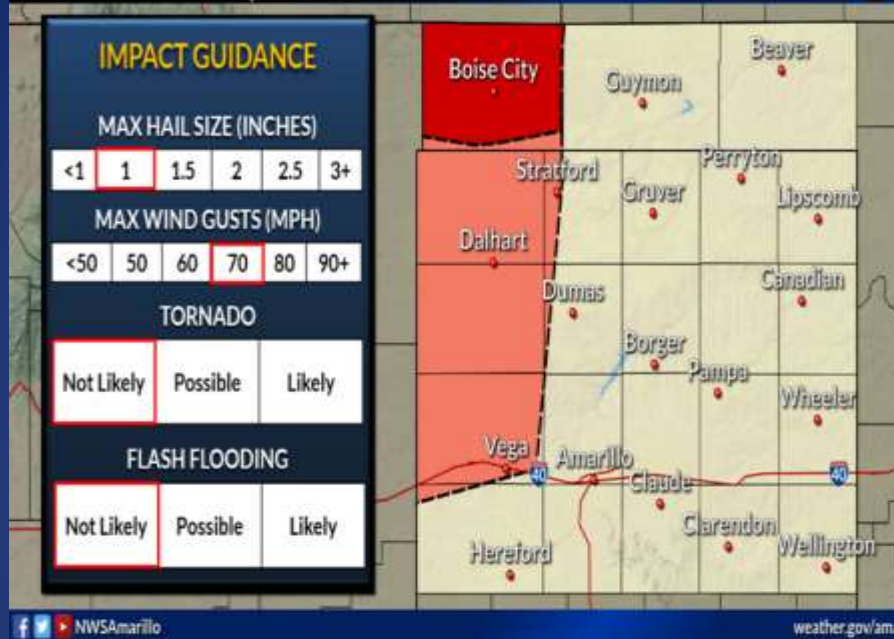 IMPACT GUIDANCE
MAX HAIL SIZE (INCHES)
<1 1 1.5 2 2.5 3+
MAX WIND GUSTS (MPH)
<50 50 60 70 80 90+
TORNADO
Not Likely Possible Likely
FLASH FLOODING
Not Likely Possible Likely
Boise City
Guymon
Beaver
Stratford
Gruver
Perryton
Lipscomb
Dalhart
Dumas
Canadian
Borger
Pampa
Wheeler
Vega
40
Amarillo
Claude
40
Clarendon
Hereford
Wellington
NWSAmarillo
weather.gov/am